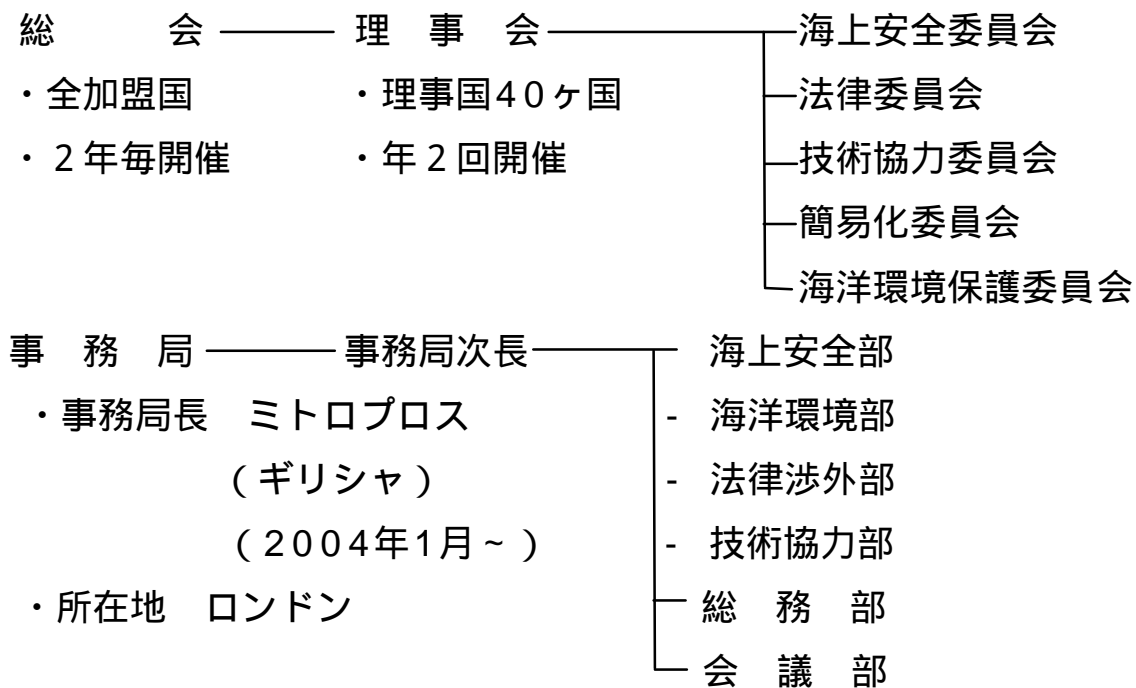 総 会 理 事 会 海上安全委員会
・全加盟国 ・理事国40ヶ国 法律委員会
・2年毎開催 ・年2回開催 技術協力委員会
簡易化委員会
海洋環境保護委員会
事 務 局 事務局次長 海上安全部
・事務局長 ミトロプロス - 海洋環境部
(ギリシャ) - 法律渉外部
(2004年1月~) - 技術協力部
・所在地 ロンドン 総 務 部
会 議 部